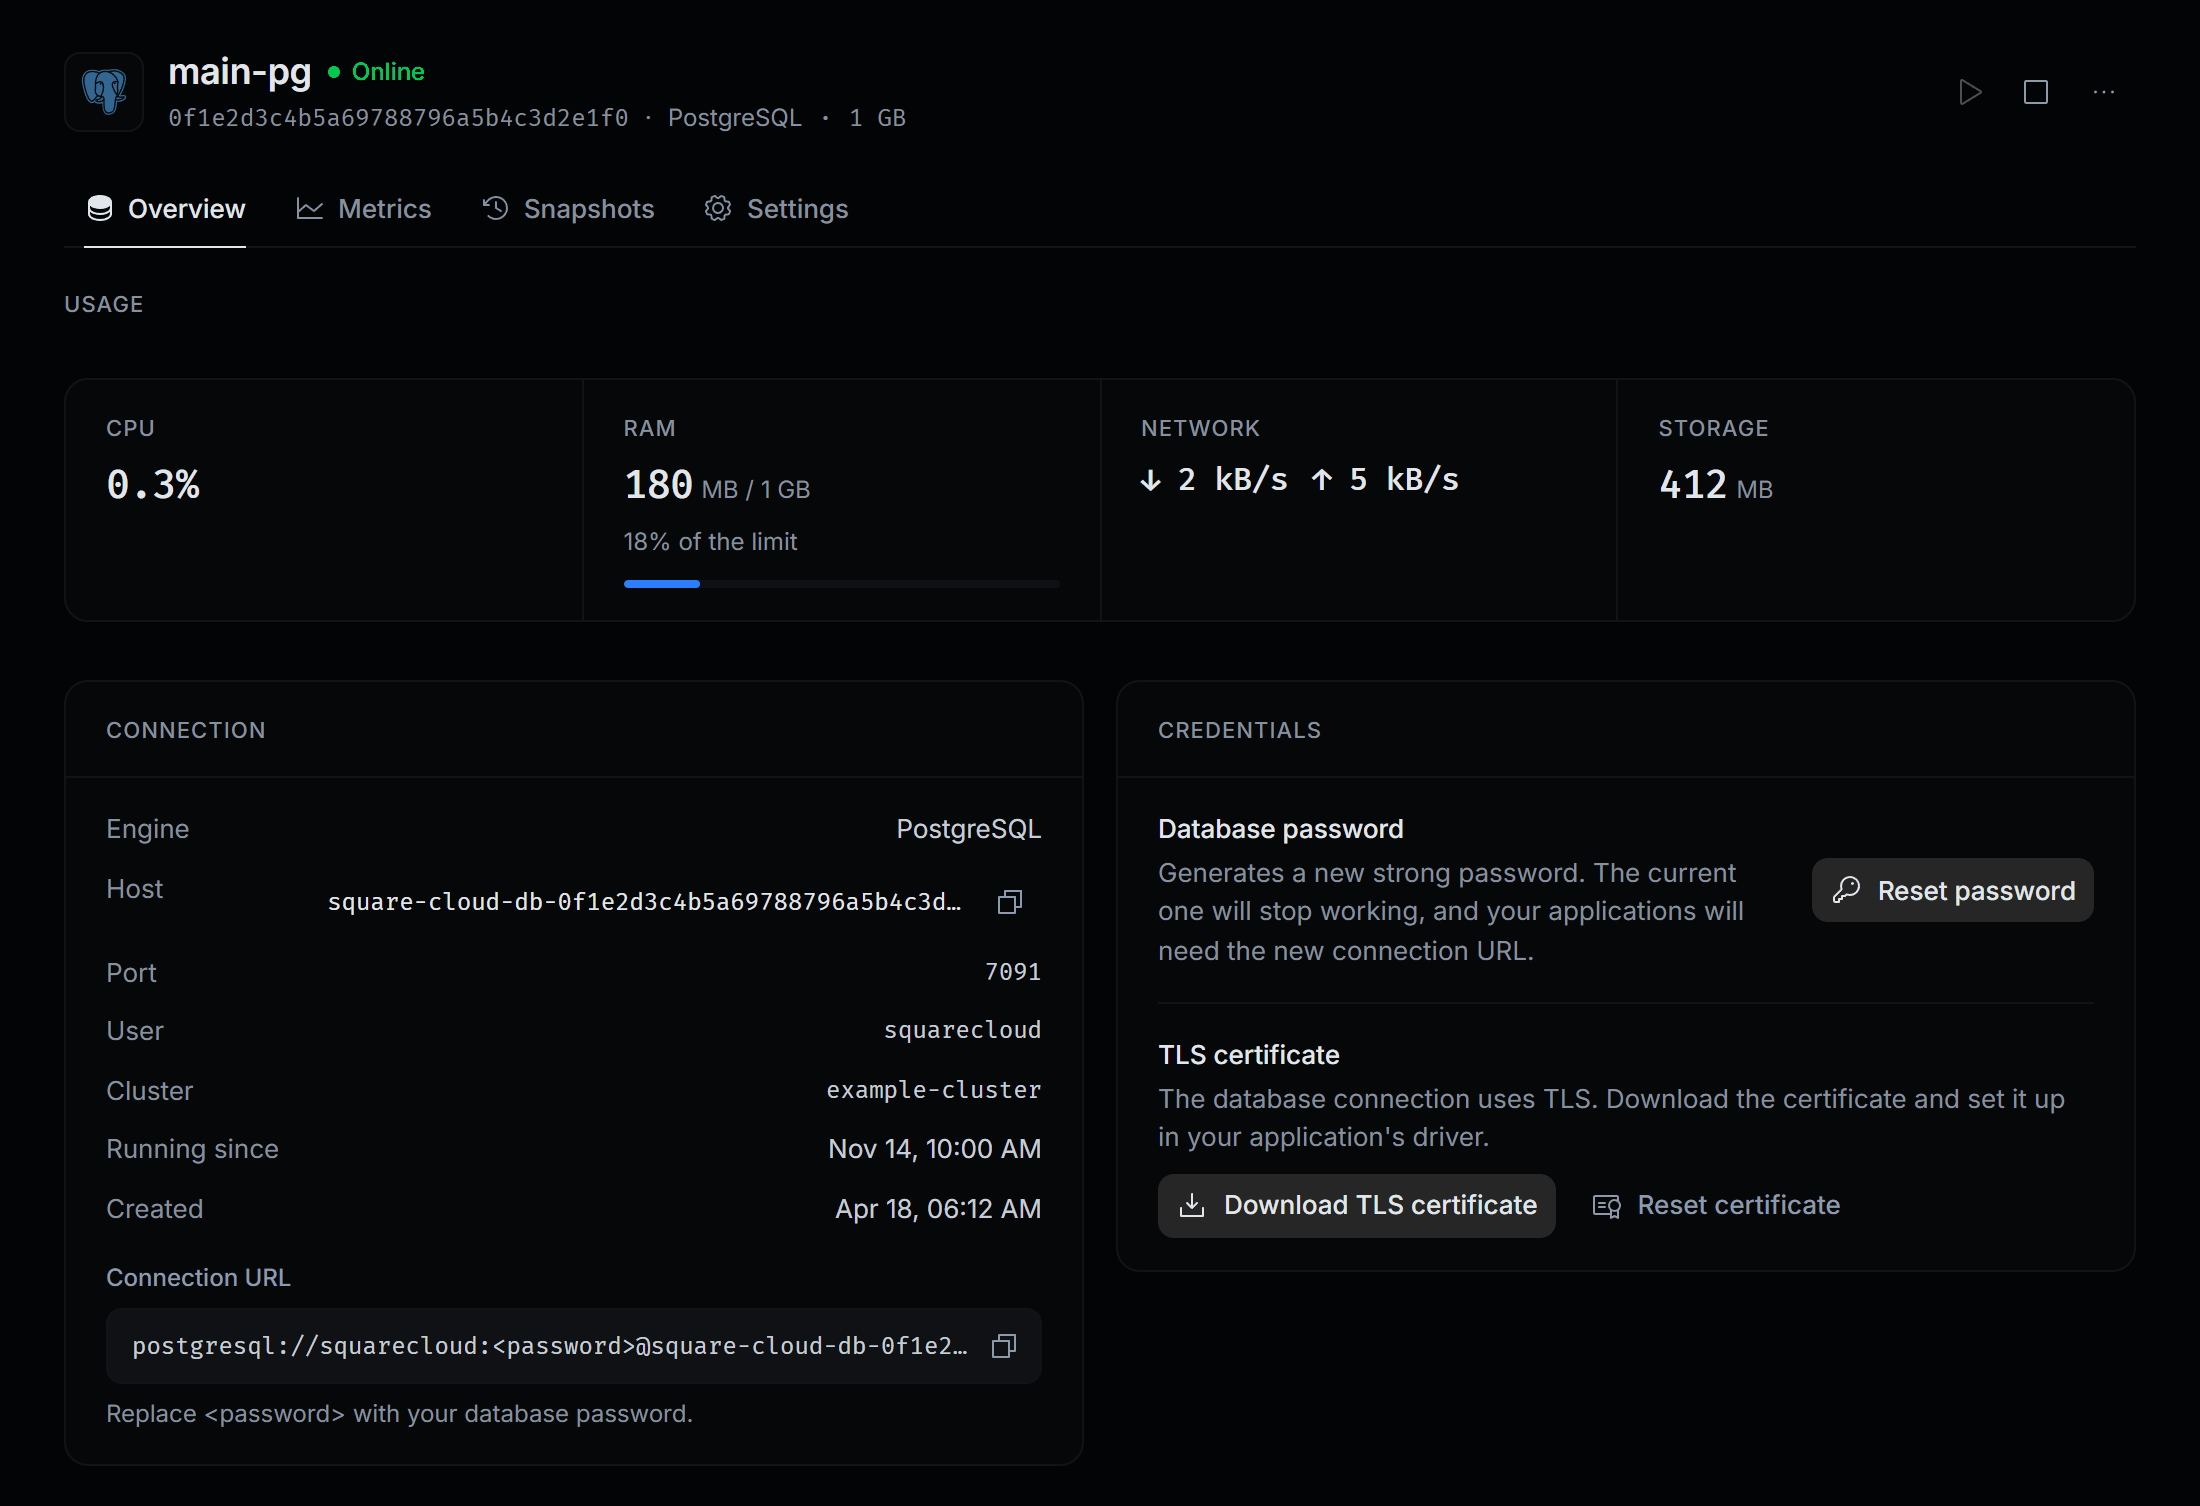 main-pg Online
0f1e2d3c4b5a69788796a5b4c3d2e1f0 · PostgreSQL · 1 GB
Overview Metrics Snapshots Settings
USAGE
CPU
0.3%
RAM
180 MB / 1 GB
18% of the limit
NETWORK
↓ 2 kB/s ↑ 5 kB/s
STORAGE
412 MB
CONNECTION
Engine PostgreSQL
Host square-cloud-db-0f1e2d3c4b5a69788796a5b4c3d…
Port 7091
User squarecloud
Cluster example-cluster
Running since Nov 14, 10:00 AM
Created Apr 18, 06:12 AM
Connection URL
postgresql://squarecloud:<password>@square-cloud-db-0f1e2…
Replace <password> with your database password.
CREDENTIALS
Database password
Generates a new strong password. The current
one will stop working, and your applications will
need the new connection URL.
Reset password
TLS certificate
The database connection uses TLS. Download the certificate and set it up
in your application's driver.
Download TLS certificate Reset certificate